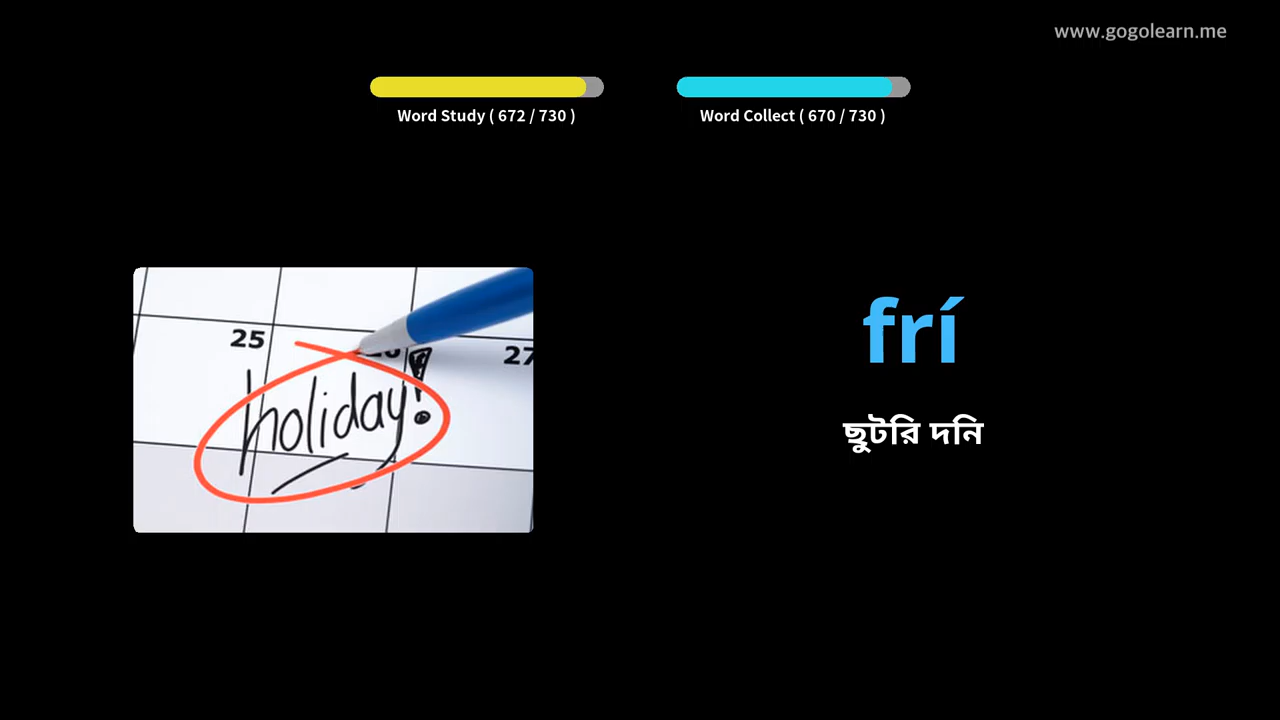 www.gogolearn.me
Word Study ( 672 / 730 )
Word Collect ( 670 / 730 )
25
27
holiday!
frí
ছুটরি দনি